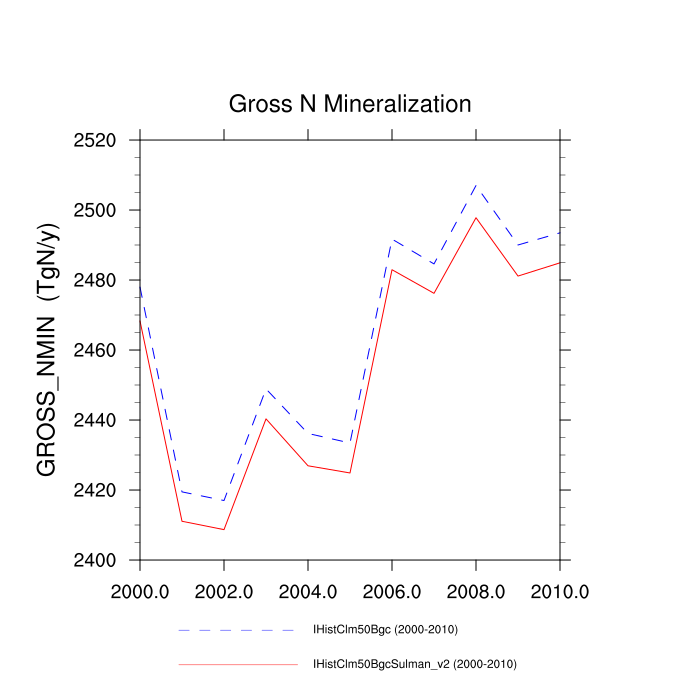 Gross N Mineralization
GROSS_NMIN (TgN/y)
2520
2500
2480
2460
2440
2420
2400
2000.0 2002.0 2004.0 2006.0 2008.0 2010.0
IHistClm50Bgc (2000-2010)
IHistClm50BgcSulman_v2 (2000-2010)